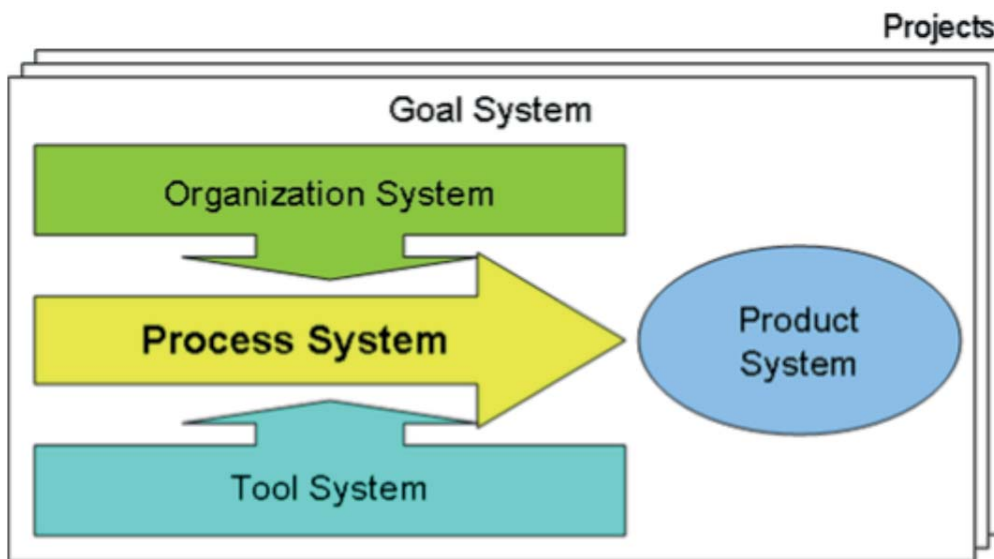 Projects
Goal System
Organization System
Process System
Product
System
Tool System